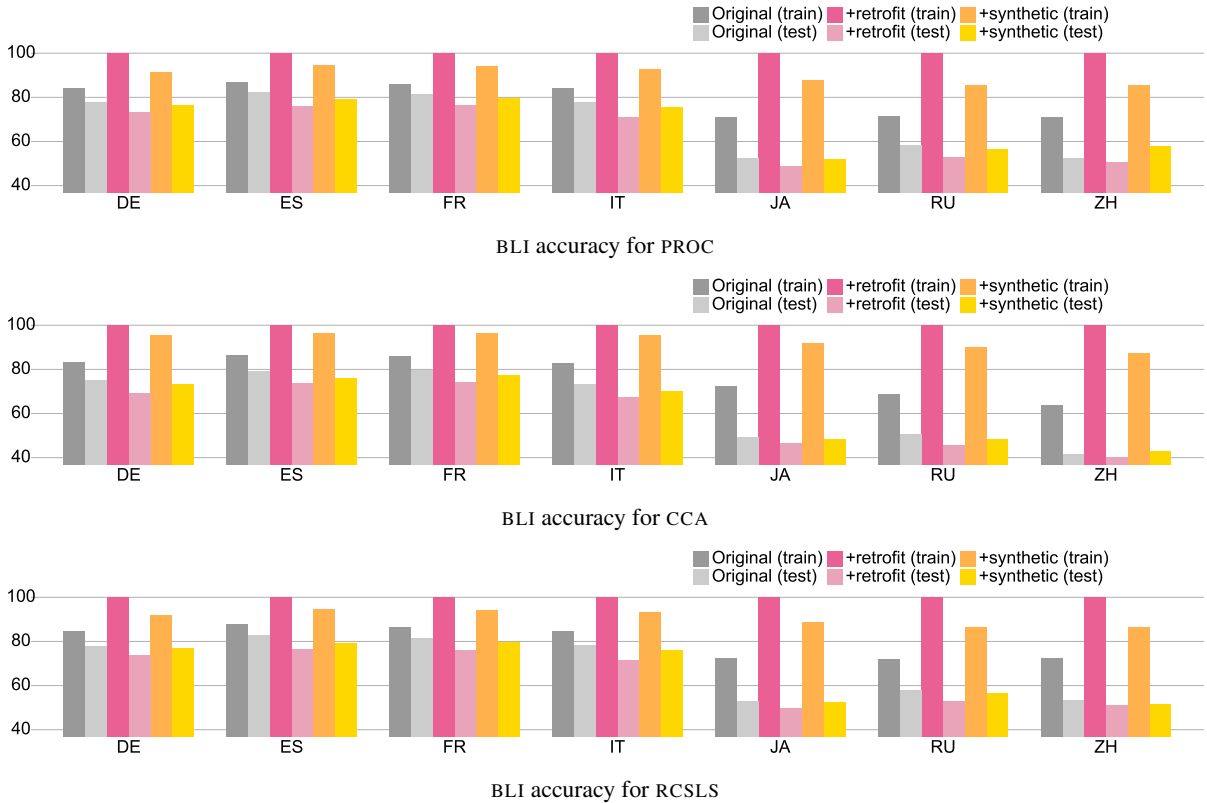 Original (train) +retrofit (train) +synthetic (train)
Original (test) +retrofit (test) +synthetic (test)
100
80
60
40
DE ES FR IT JA RU ZH
BLI accuracy for PROC
Original (train) +retrofit (train) +synthetic (train)
Original (test) +retrofit (test) +synthetic (test)
100
80
60
40
DE ES FR IT JA RU ZH
BLI accuracy for CCA
Original (train) +retrofit (train) +synthetic (train)
Original (test) +retrofit (test) +synthetic (test)
100
80
60
40
DE ES FR IT JA RU ZH
BLI accuracy for RCSLS